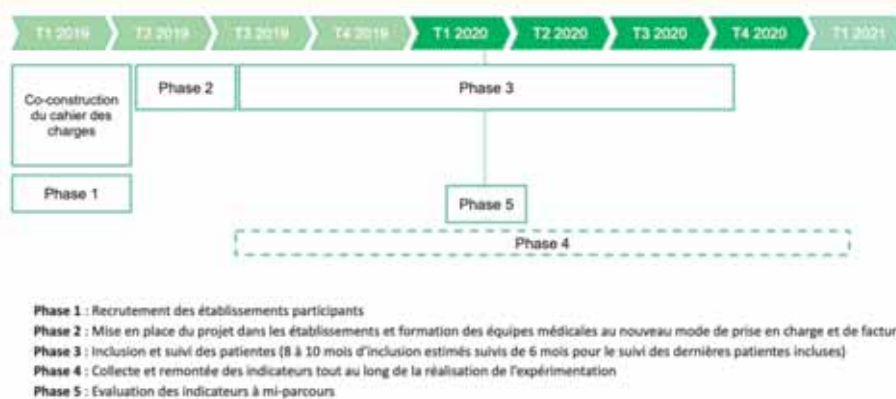 T1 2019 T2 2019 T3 2019 T4 2019 T1 2020 T2 2020 T3 2020 T4 2020 T1 2021
Co-construction
du cahier des
charges
Phase 2
Phase 3
Phase 1
Phase 5
Phase 4
Phase 1 : Recrutement des établissements participants
Phase 2 : Mise en place du projet dans les établissements et formation des équipes médicales au nouveau mode de prise en charge et de factur
Phase 3 : Inclusion et suivi des patientes (8 à 10 mois d'inclusion estimés suivis de 6 mois pour le suivi des dernières patientes incluses)
Phase 4 : Collecte et remontée des indicateurs tout au long de la réalisation de l'expérimentation
Phase 5 : Evaluation des indicateurs à mi-parcours